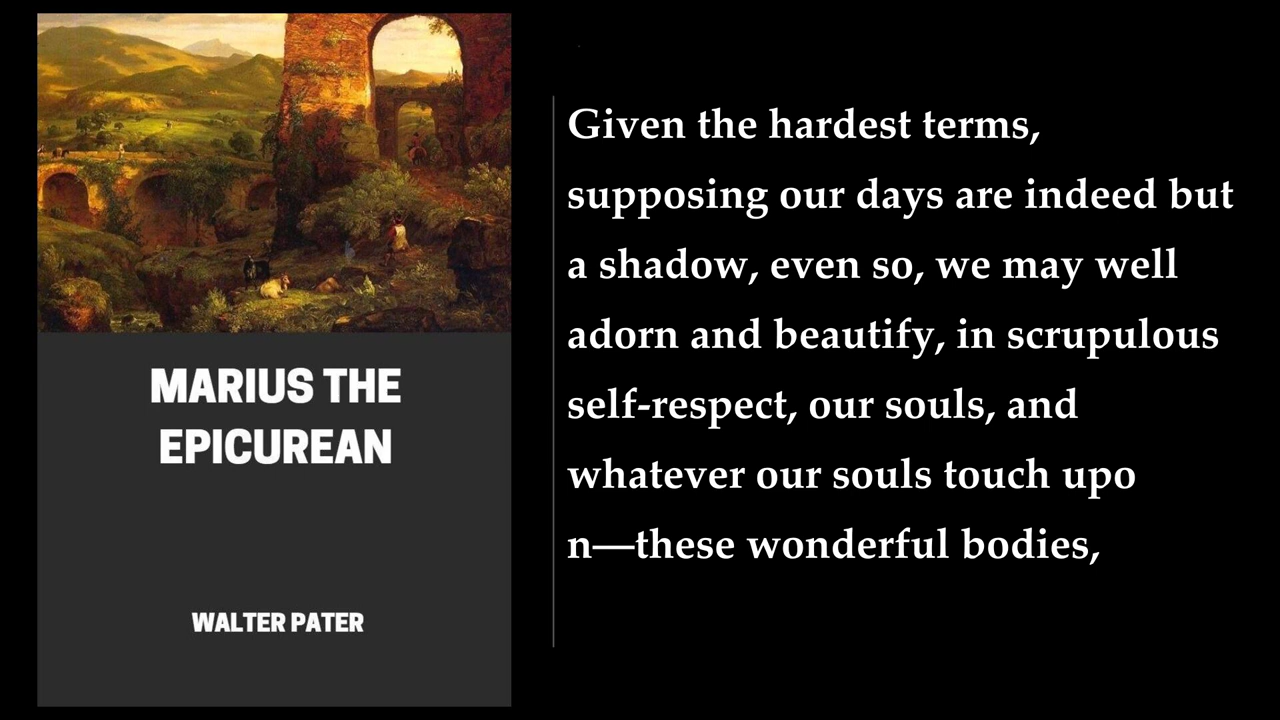 MARIUS THE
EPICUREAN
WALTER PATER
Given the hardest terms,
supposing our days are indeed but
a shadow, even so, we may well
adorn and beautify, in scrupulous
self-respect, our souls, and
whatever our souls touch upo
n—these wonderful bodies,